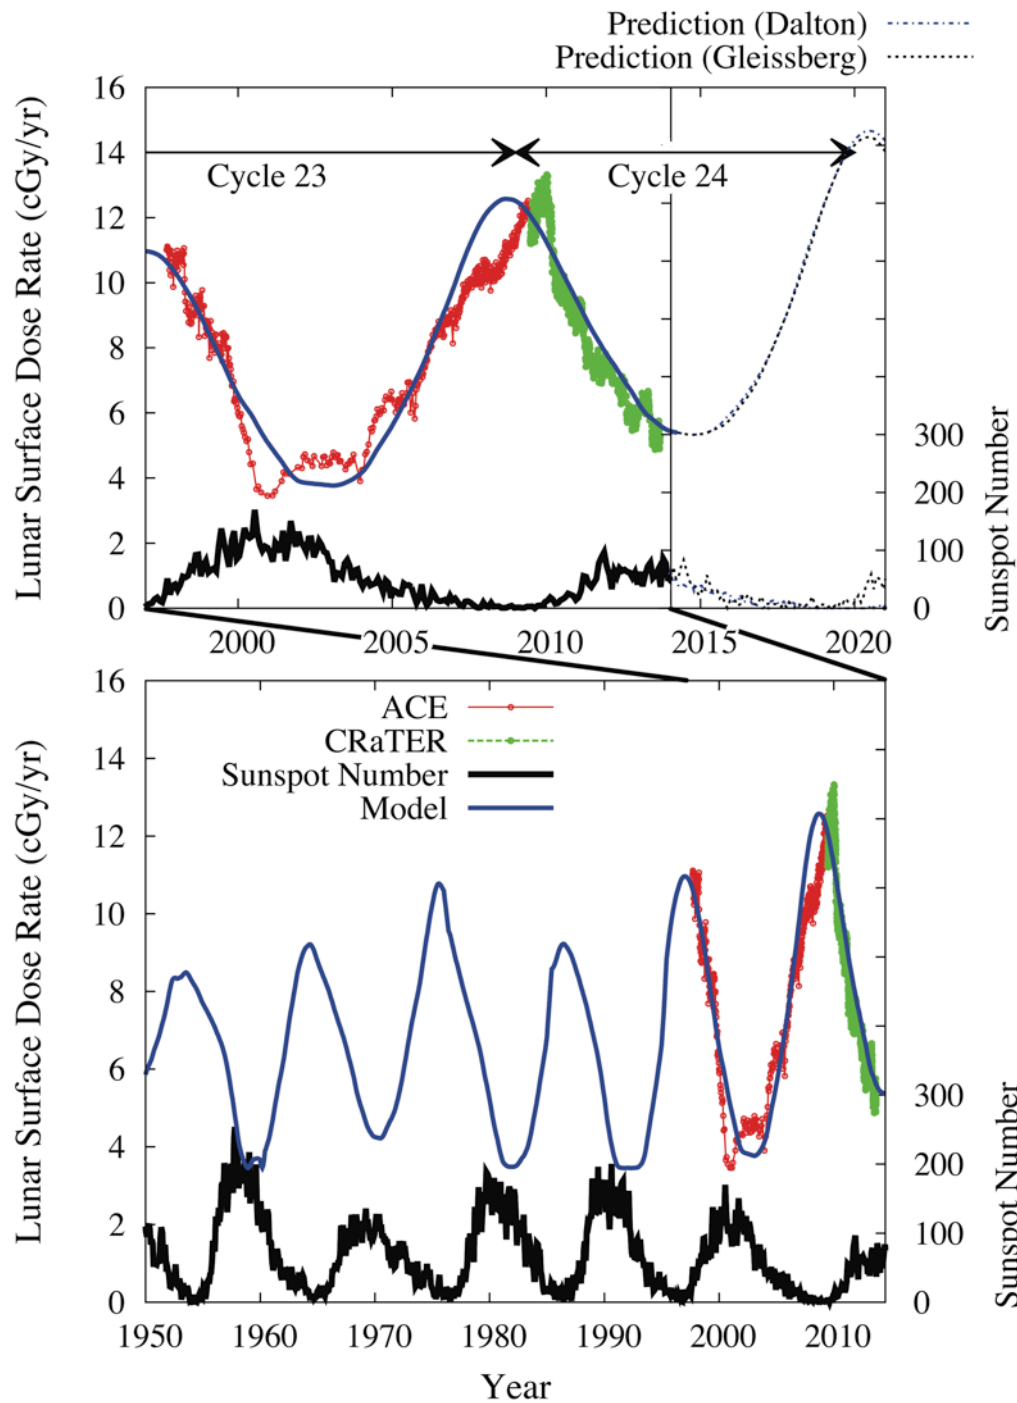 Prediction (Dalton)
Prediction (Gleissberg)
Lunar Surface Dose Rate (cGy/yr)
16
14
12
10
8
6
4
2
0
Cycle 23
Cycle 24
300
200
100
0
Sunspot Number
2000
2005
2010
2015
2020
Lunar Surface Dose Rate (cGy/yr)
16
14
12
10
8
6
4
2
0
ACE
CRaTER
Sunspot Number
Model
300
200
100
0
Sunspot Number
1950
1960
1970
1980
1990
2000
2010
Year